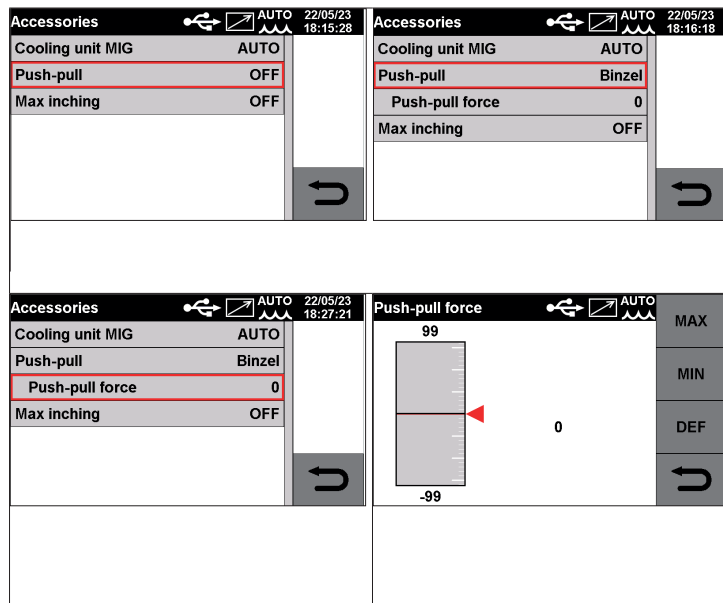 Accessories AUTO 22/05/23
18:15:28
Cooling unit MIG AUTO
Push-pull OFF
Max inching OFF
Accessories AUTO 22/05/23
18:16:18
Cooling unit MIG AUTO
Push-pull Binzel
Push-pull force 0
Max inching OFF
Accessories AUTO 22/05/23
18:27:21
Cooling unit MIG AUTO
Push-pull Binzel
Push-pull force 0
Max inching OFF
Push-pull force AUTO
MAX
99
MIN
0
DEF
-99